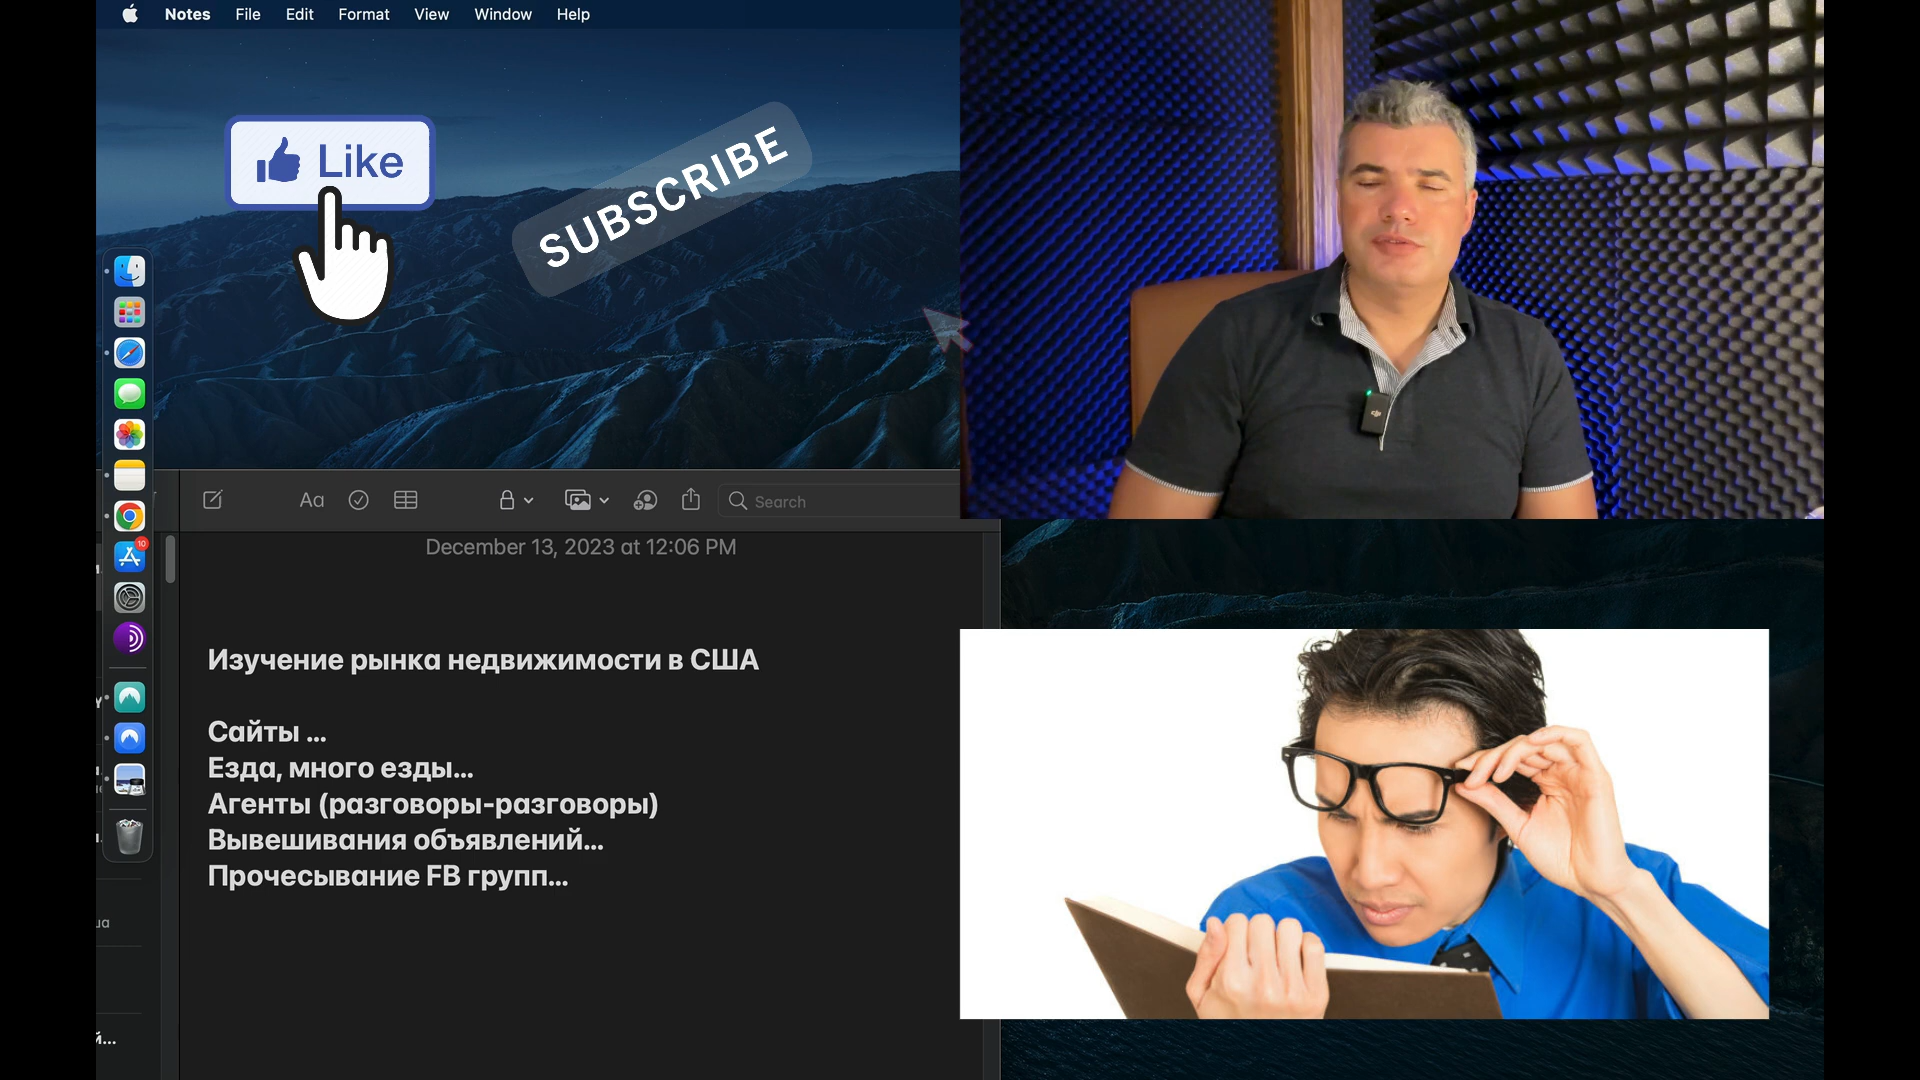 Notes File Edit Format View Window Help
Like
SUBSCRIBE
10
Aa
Search
December 13, 2023 at 12:06 PM
Изучение рынка недвижимости в США
Сайты ...
Езда, много езды...
Агенты (разговоры-разговоры)
Вывешивания объявлений...
Прочесывание FB групп...